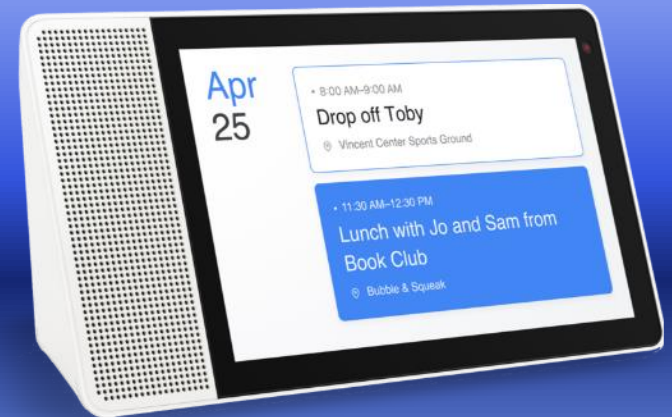 Apr
25
• 8:00 AM–9:00 AM
Drop off Toby
Vincent Center Sports Ground
• 11:30 AM–12:30 PM
Lunch with Jo and Sam from
Book Club
Bubble & Squeak